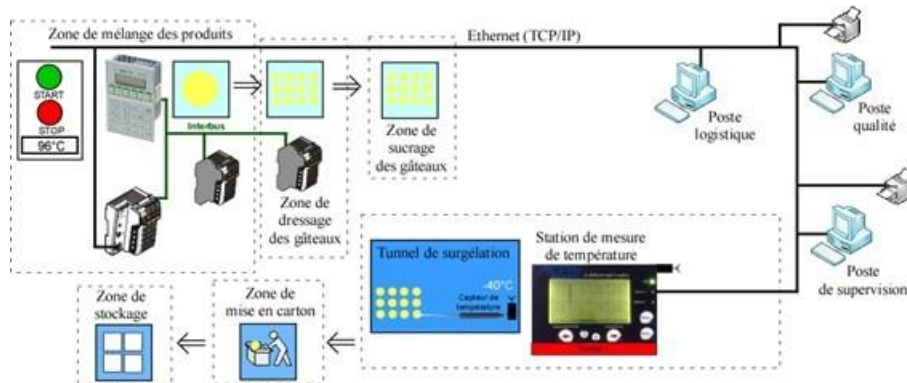 Zone de mélange des produits
Ethernet (TCP/IP)
START
STOP
96°C
Interbus
Zone de
sucrage
des gâteaux
Zone de
dressage
des gâteaux
Poste
logistique
Poste
qualité
Poste
de supervision
Tunnel de surgélation
-40°C
Capteur de
température
Station de mesure
de température
Zone de
stockage
Zone de
mise en carton